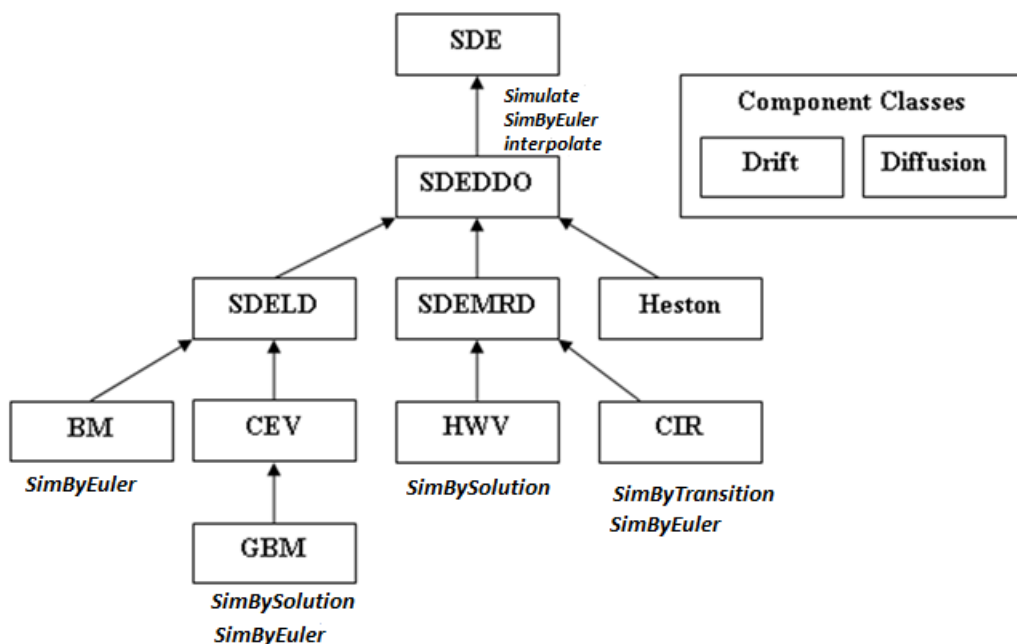 SDE
Simulate
SimByEuler
interpolate
Component Classes
Drift
Diffusion
SDEDDO
SDELD
SDEMRD
Heston
BM
CEV
HWV
CIR
SimByEuler
SimBySolution
SimByTransition
SimByEuler
GBM
SimBySolution
SimByEuler